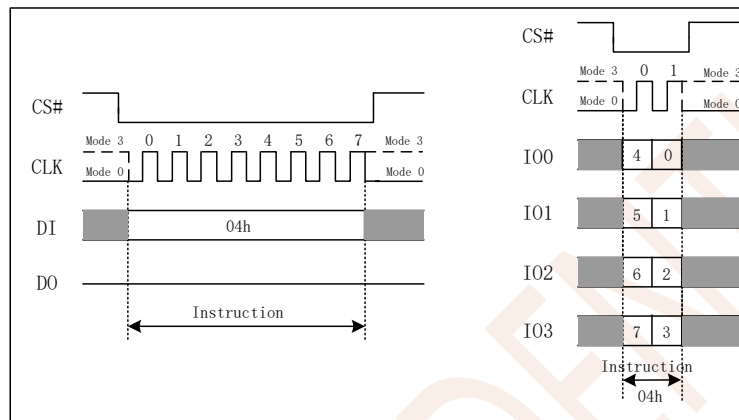 CS#
Mode 3 0 1 2 3 4 5 6 7 Mode 3
CLK
Mode 0 Mode 0
DI 04h
DO
Instruction
CS#
Mode 3 0 1 Mode 3
CLK
Mode 0 Mode 0
IO0 4 0
IO1 5 1
IO2 6 2
IO3 7 3
Instruction
04h